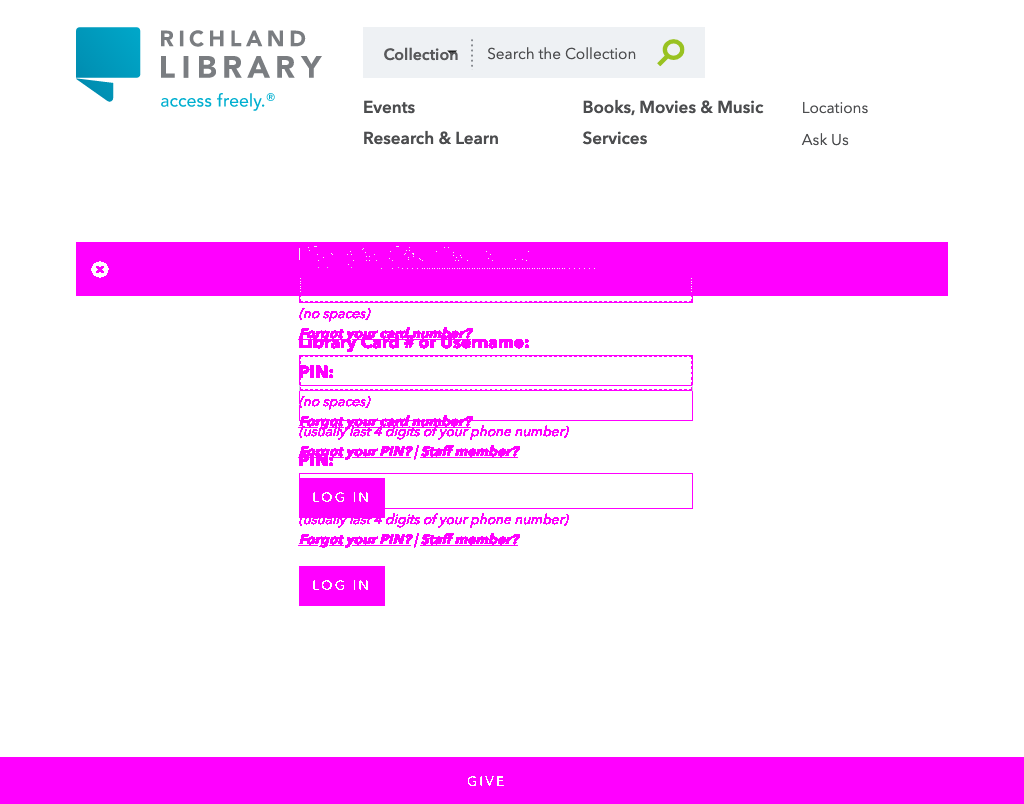 RICHLAND
LIBRARY
access freely.®
Collection
Search the Collection
Events
Books, Movies & Music
Locations
Research & Learn
Services
Ask Us
(no spaces)
Forgot your card number?
Library Card # or Username:
PIN:
(no spaces)
Forgot your card number?
(usually last 4 digits of your phone number)
Forgot your PIN? | Staff member?
PIN:
LOG IN
(usually last 4 digits of your phone number)
Forgot your PIN? | Staff member?
LOG IN
GIVE